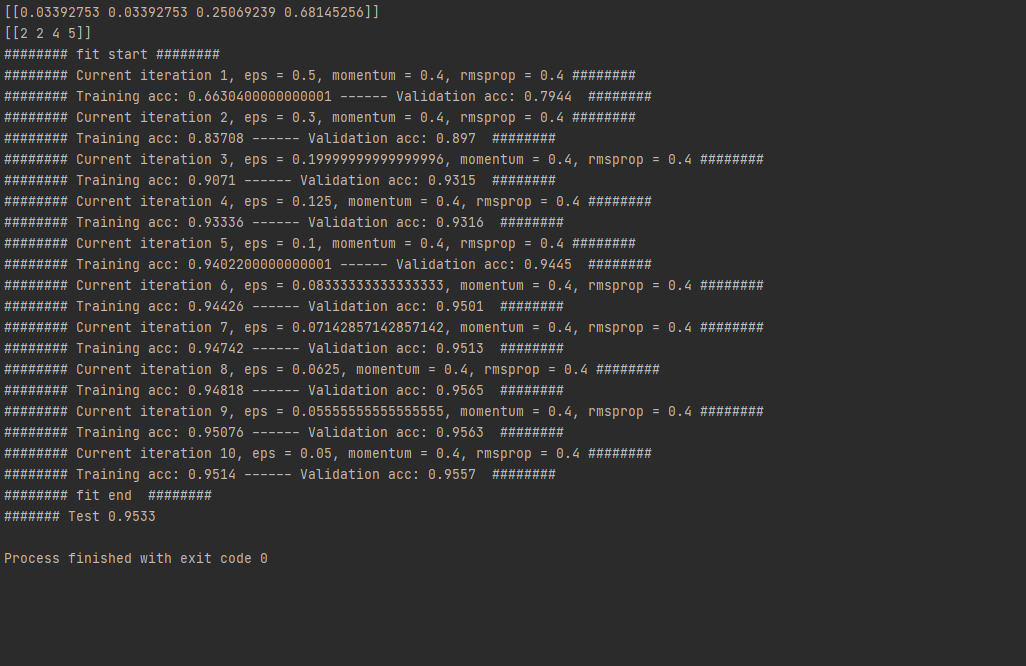 [[0.03392753 0.03392753 0.25069239 0.68145256]]
[[2 2 4 5]]
######## fit start ########
######## Current iteration 1, eps = 0.5, momentum = 0.4, rmsprop = 0.4 ########
######## Training acc: 0.6630400000000001 ------ Validation acc: 0.7944  ########
######## Current iteration 2, eps = 0.3, momentum = 0.4, rmsprop = 0.4 ########
######## Training acc: 0.83708 ------ Validation acc: 0.897  ########
######## Current iteration 3, eps = 0.19999999999999996, momentum = 0.4, rmsprop = 0.4 ########
######## Training acc: 0.9071 ------ Validation acc: 0.9315  ########
######## Current iteration 4, eps = 0.125, momentum = 0.4, rmsprop = 0.4 ########
######## Training acc: 0.93336 ------ Validation acc: 0.9316  ########
######## Current iteration 5, eps = 0.1, momentum = 0.4, rmsprop = 0.4 ########
######## Training acc: 0.9402200000000001 ------ Validation acc: 0.9445  ########
######## Current iteration 6, eps = 0.08333333333333333, momentum = 0.4, rmsprop = 0.4 ########
######## Training acc: 0.94426 ------ Validation acc: 0.9501  ########
######## Current iteration 7, eps = 0.07142857142857142, momentum = 0.4, rmsprop = 0.4 ########
######## Training acc: 0.94742 ------ Validation acc: 0.9513  ########
######## Current iteration 8, eps = 0.0625, momentum = 0.4, rmsprop = 0.4 ########
######## Training acc: 0.94818 ------ Validation acc: 0.9565  ########
######## Current iteration 9, eps = 0.05555555555555555, momentum = 0.4, rmsprop = 0.4 ########
######## Training acc: 0.95076 ------ Validation acc: 0.9563  ########
######## Current iteration 10, eps = 0.05, momentum = 0.4, rmsprop = 0.4 ########
######## Training acc: 0.9514 ------ Validation acc: 0.9557  ########
######## fit end  ########
####### Test 0.9533
Process finished with exit code 0